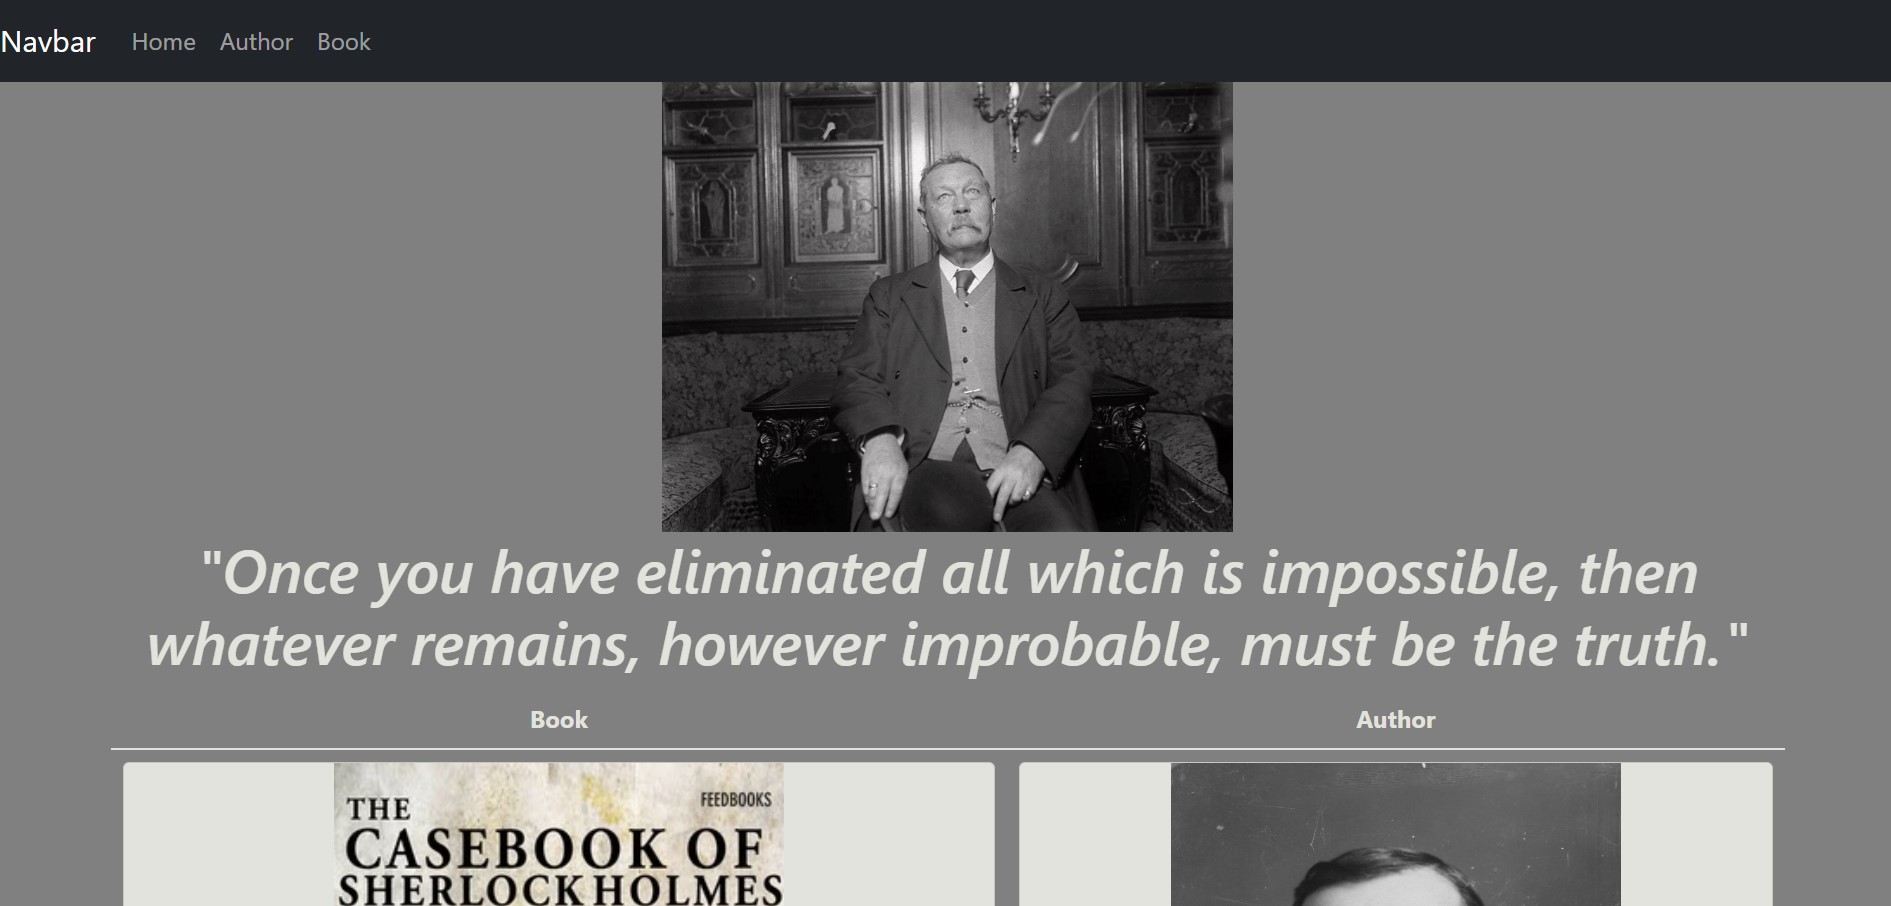 Navbar Home Author Book
"Once you have eliminated all which is impossible, then
whatever remains, however improbable, must be the truth."
Book Author
FEEDBOOKS
THE
CASEBOOK OF
SHERLOCK HOLMES